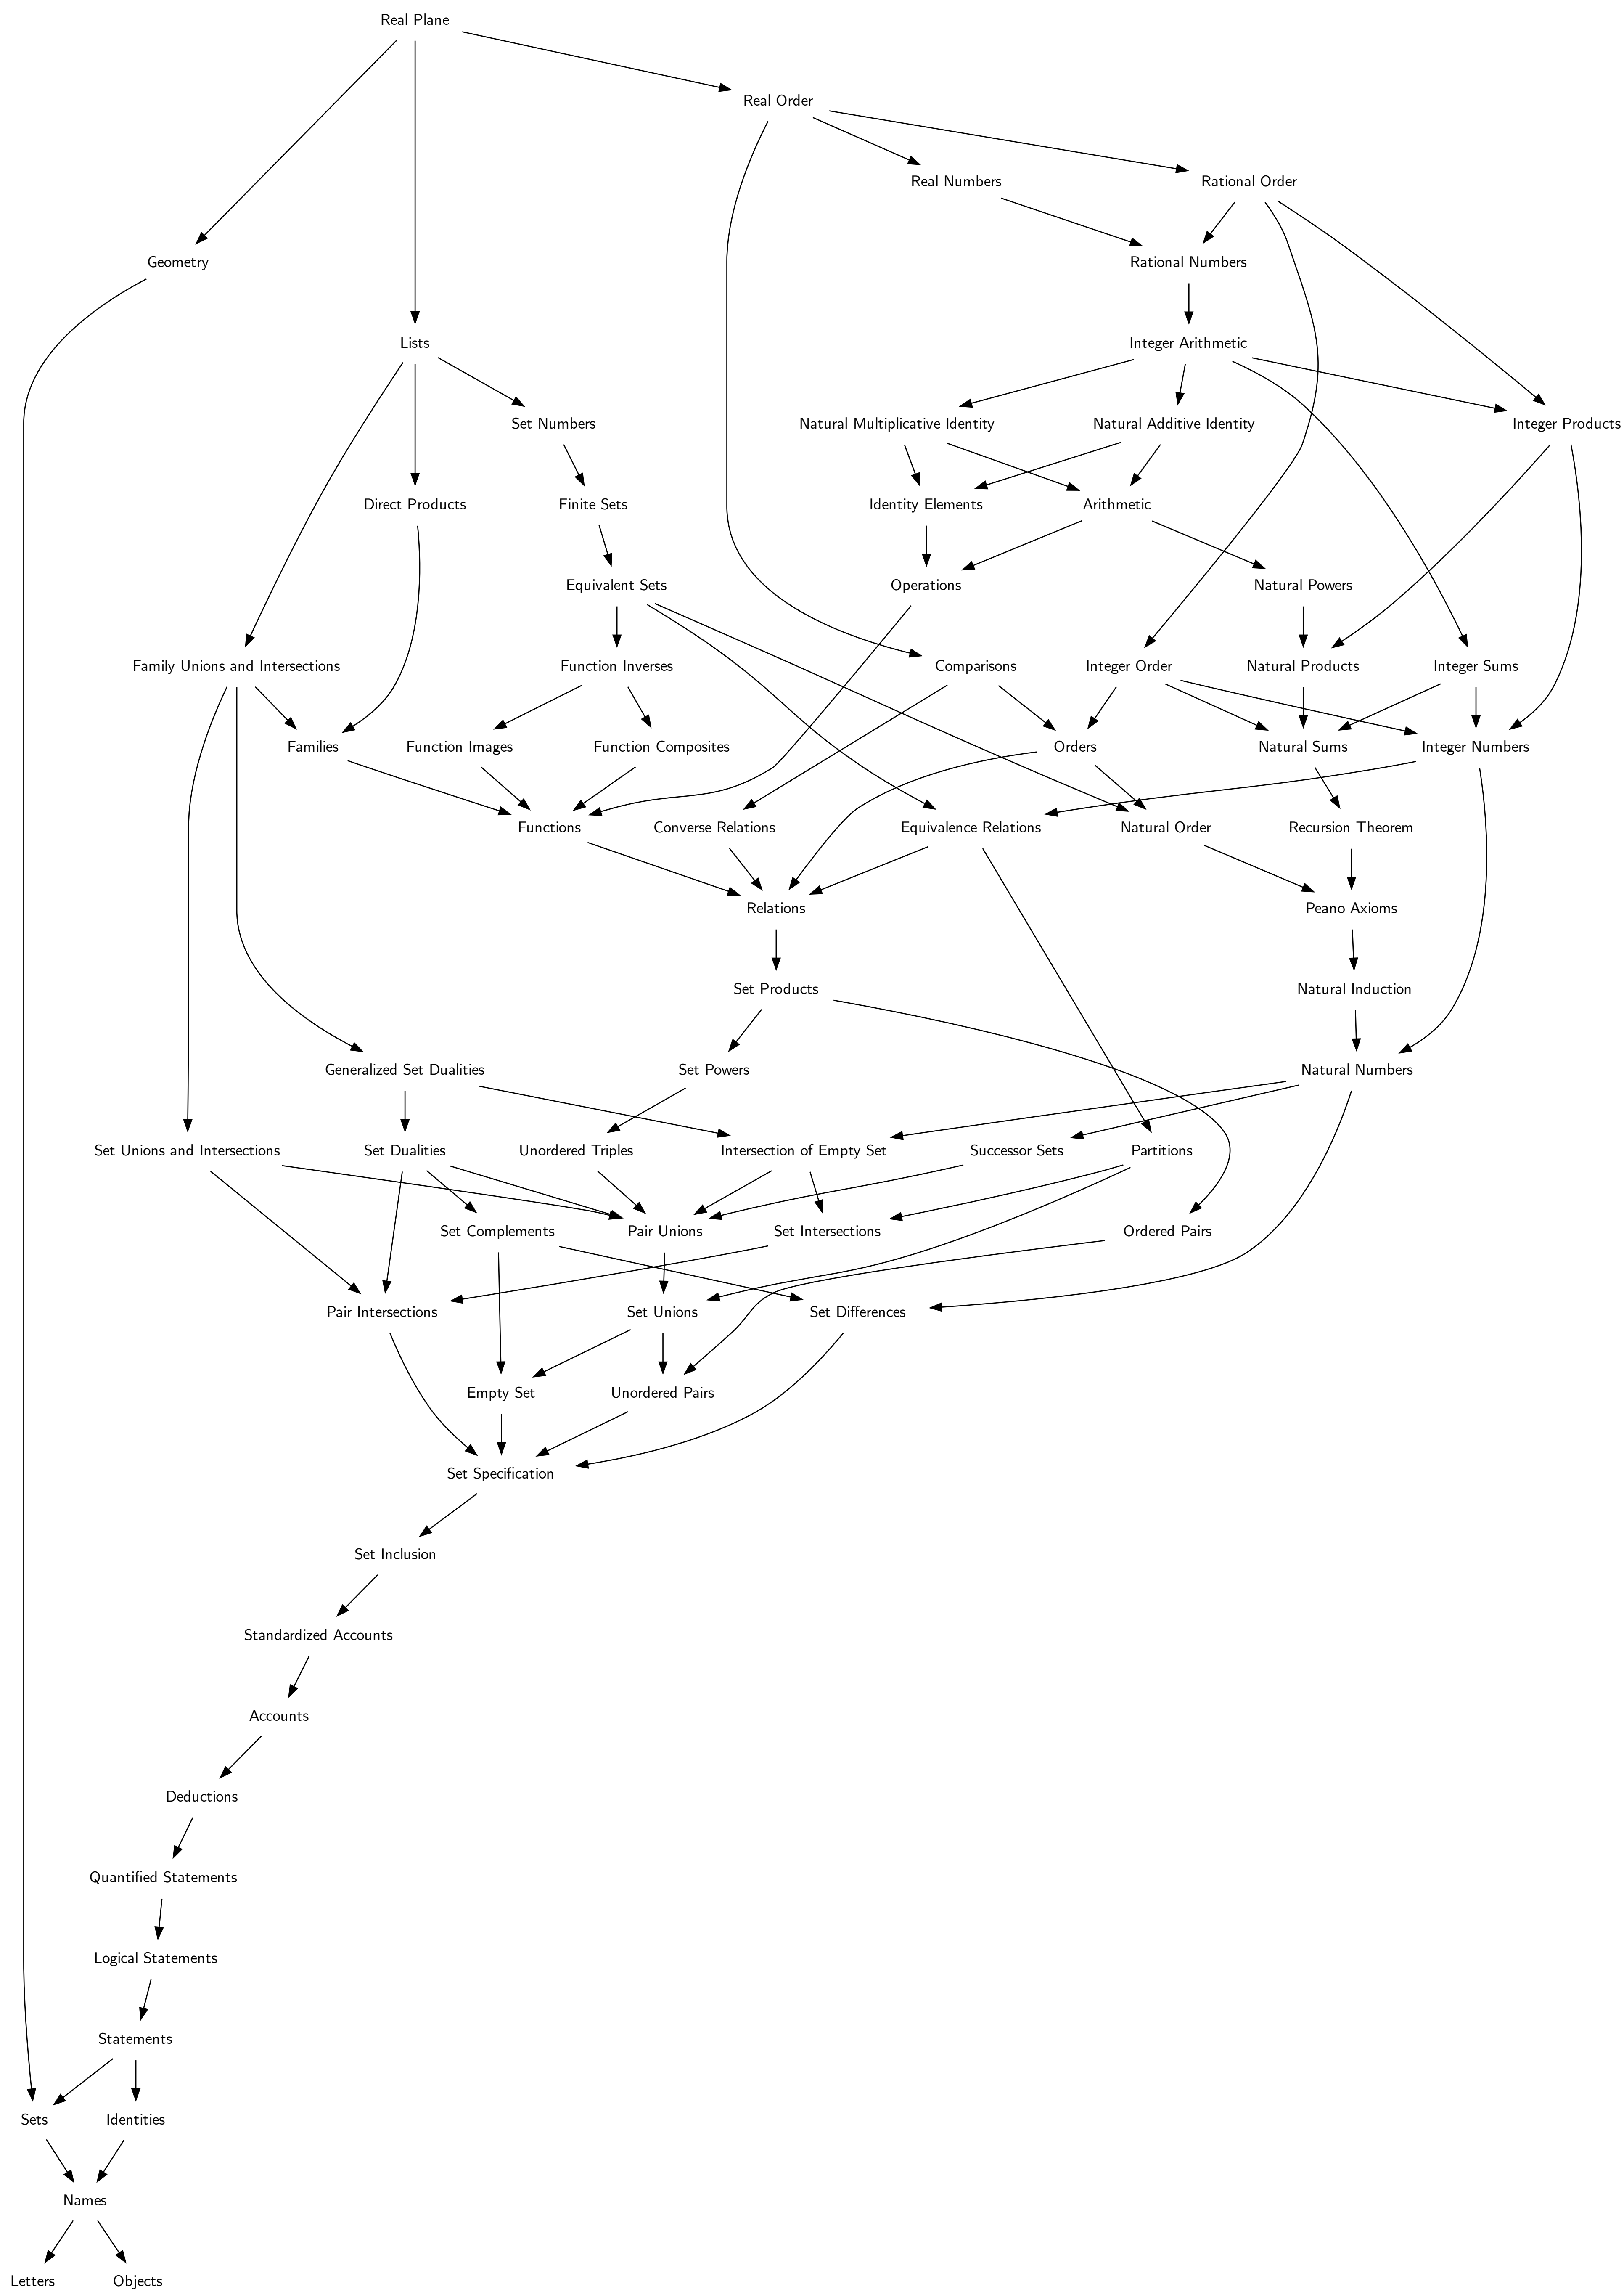 Real Plane
Real Order
Real Numbers
Rational Order
Geometry
Rational Numbers
Lists
Integer Arithmetic
Set Numbers
Natural Multiplicative Identity
Natural Additive Identity
Integer Products
Direct Products
Finite Sets
Identity Elements
Arithmetic
Equivalent Sets
Operations
Natural Powers
Family Unions and Intersections
Function Inverses
Comparisons
Integer Order
Natural Products
Integer Sums
Families
Function Images
Function Composites
Orders
Natural Sums
Integer Numbers
Functions
Converse Relations
Equivalence Relations
Natural Order
Recursion Theorem
Relations
Peano Axioms
Set Products
Natural Induction
Generalized Set Dualities
Set Powers
Natural Numbers
Set Unions and Intersections
Set Dualities
Unordered Triples
Intersection of Empty Set
Successor Sets
Partitions
Set Complements
Pair Unions
Set Intersections
Ordered Pairs
Pair Intersections
Set Unions
Set Differences
Empty Set
Unordered Pairs
Set Specification
Set Inclusion
Standardized Accounts
Accounts
Deductions
Quantified Statements
Logical Statements
Statements
Sets
Identities
Names
Letters
Objects